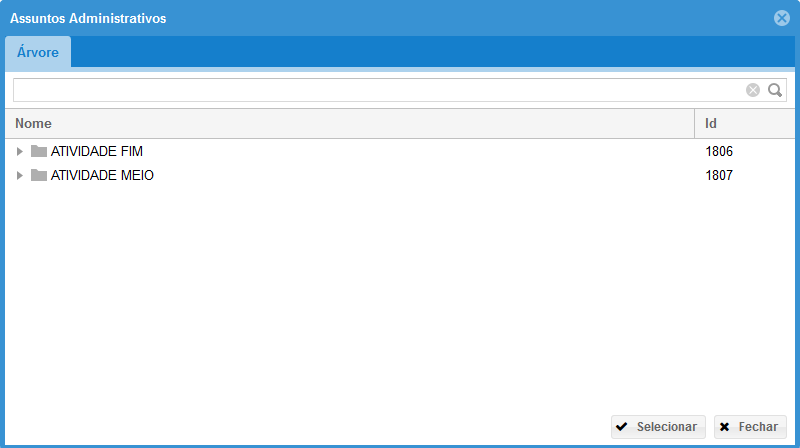 Assuntos Administrativos
Árvore
Nome Id
ATIVIDADE FIM 1806
ATIVIDADE MEIO 1807
Selecionar Fechar